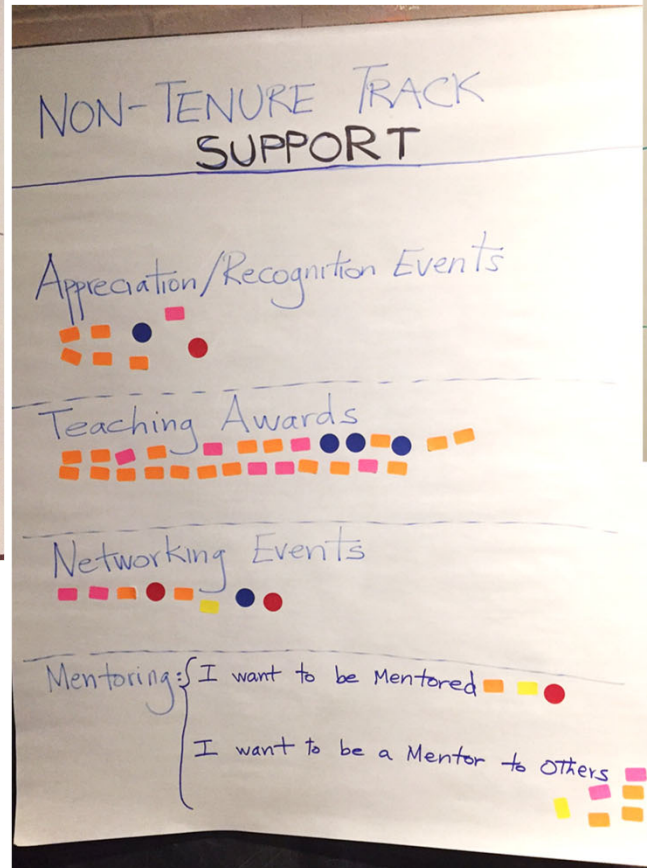 NON-TENURE TRACK
SUPPORT
Appreciation/Recognition Events
Teaching Awards
Networking Events
Mentoring: I want to be Mentored
I want to be a Mentor to Others